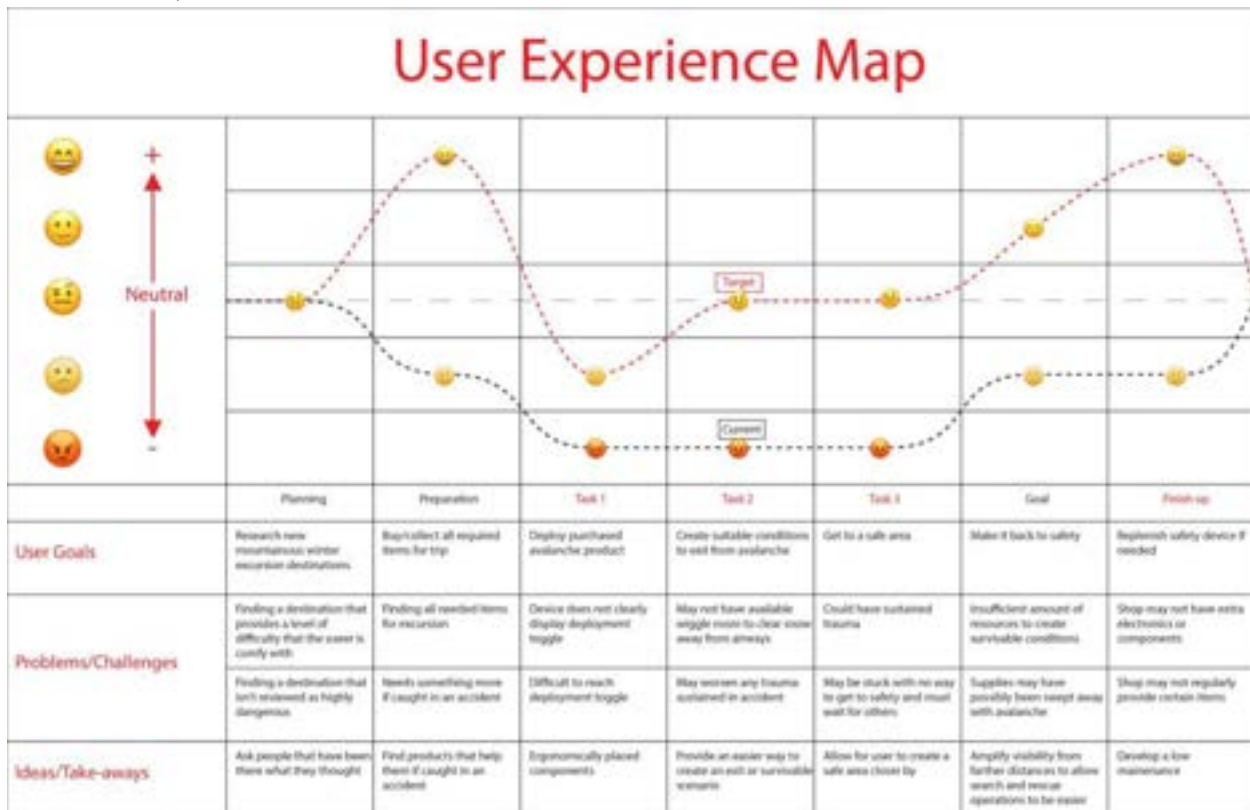 User Experience Map
+
Neutral
-
Target
Current
Planning
Preparation
Task 1
Task 2
Task 3
Goal
Finish up
User Goals
Research new
mountainous winter
excursion destinations
Buy/collect all required
items for trip
Deploy purchased
avalanche product
Create suitable conditions
to exit from avalanche
Get to a safe area
Make it back to safety
Replenish safety device if
needed
Problems/Challenges
Finding a destination that
provides a level of
difficulty that the user is
comfy with
Finding all needed items
for excursion
Device does not clearly
display deployment
toggle
May not have available
wiggle room to clear snow
away from airways
Could have sustained
trauma
Insufficient amount of
resources to create
survivable conditions
Shop may not have extra
electronics or
components
Finding a destination that
isn't reviewed as highly
dangerous
Needs something more
if caught in an accident
Difficult to reach
deployment toggle
May worsen any trauma
sustained in accident
May be stuck with no way
to get to safety and must
wait for others
Supplies may have
possibly been swept away
with avalanche
Shop may not regularly
provide certain items
Ideas/Take-aways
Ask people that have been
there what they thought
Find products that help
them if caught in an
accident
Ergonomically placed
components
Provide an easier way to
create an exit or survivable
scenario
Allow for user to create a
safe area closer by
Amplify visibility from
farther distances to allow
search and rescue
operations to be easier
Develop a low
mainenance